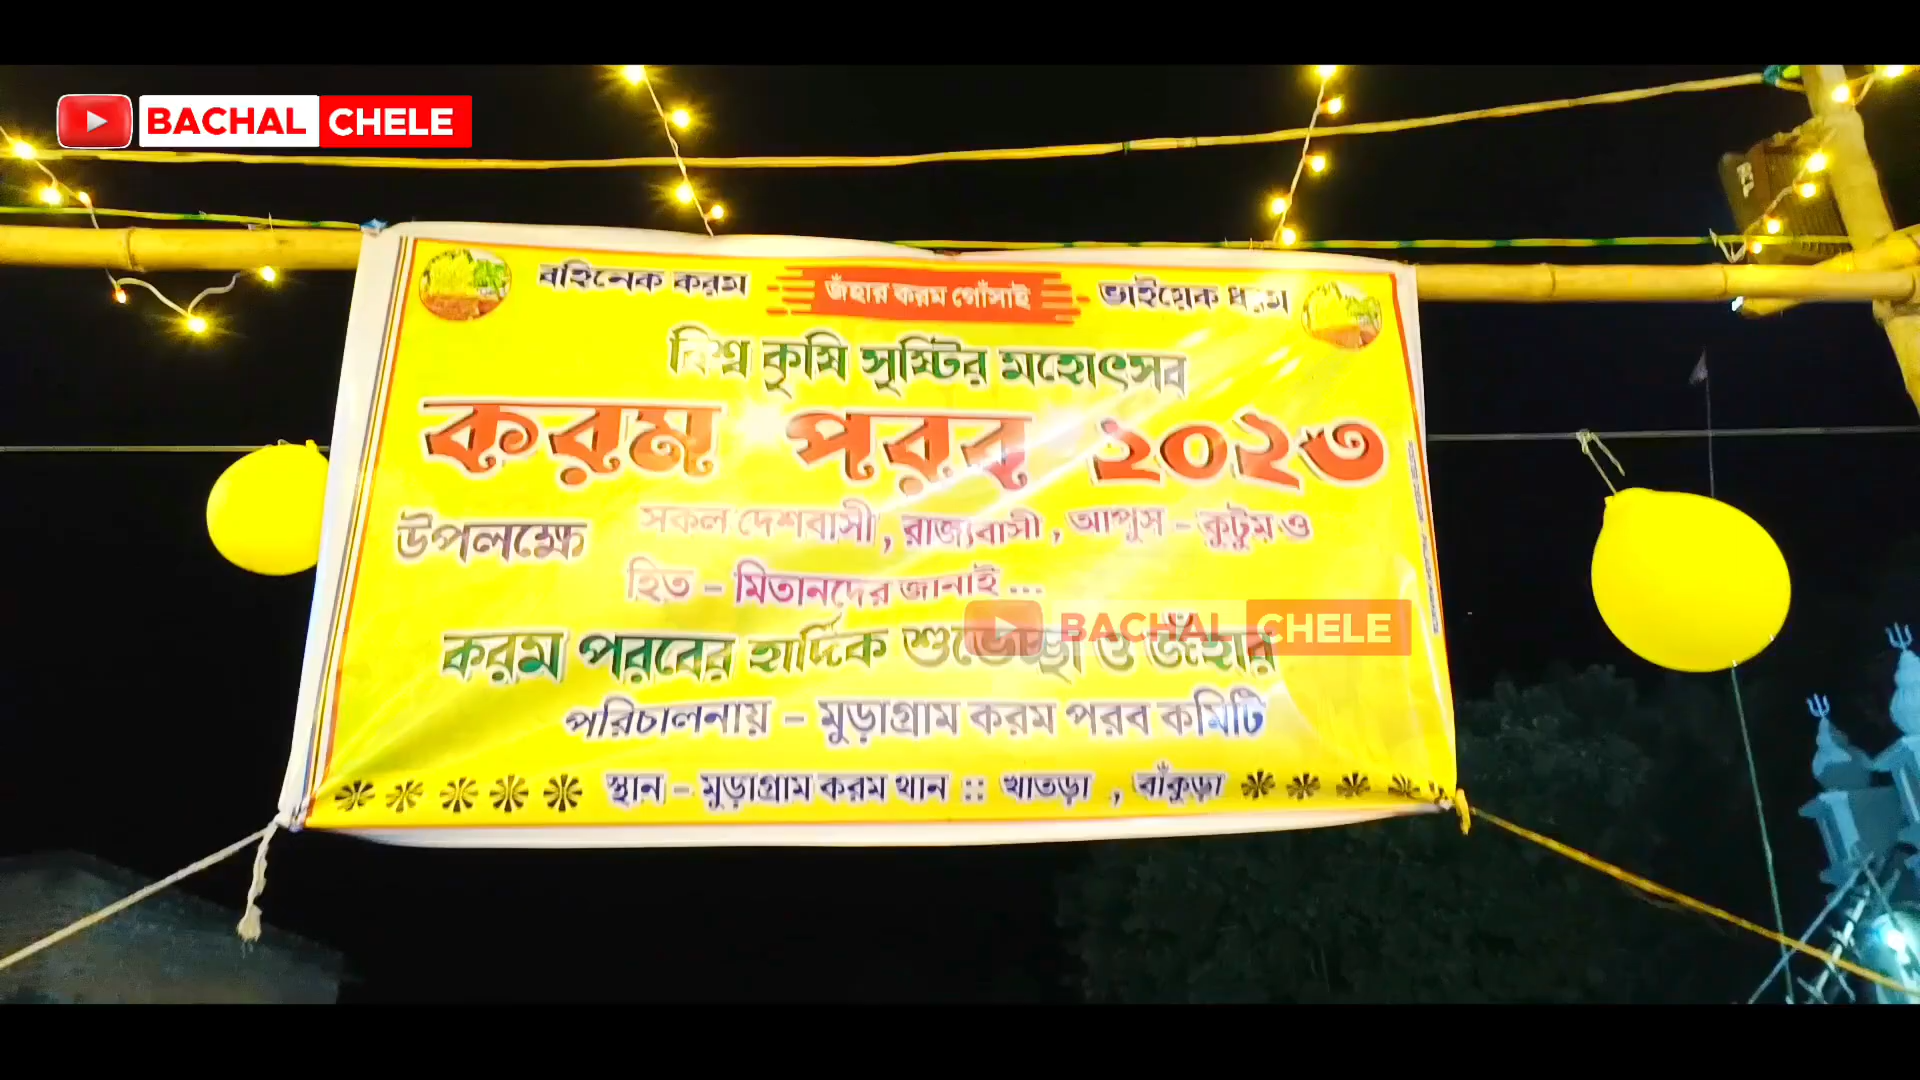 BACHAL CHELE
বহিনেক করম
জঁহার করম গোঁসাই
ভাইয়েক ধরম
বিশ্ব কৃষি সৃষ্টির মহোৎসব
করম পরব ২০২৩
উপলক্ষে সকল দেশবাসী, রাজ্যবাসী, আপুস - কুটুম ও
হিত - মিতানদের জানাই...
BACHAL CHELE
করম পরবের হার্দিক শুভেচ্ছা ও জঁহার
পরিচালনায় - মুড়াগ্রাম করম পরব কমিটি
স্থান - মুড়াগ্রাম করম থান :: খাতড়া, বাঁকুড়া